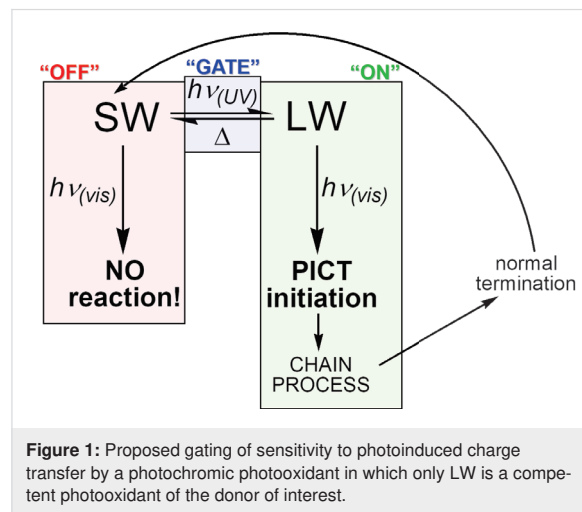 “OFF”
“GATE”
“ON”
SW
hν(UV)
Δ
LW
hν(vis)
hν(vis)
NO
reaction!
PICT
initiation
CHAIN
PROCESS
normal
termination
Figure 1: Proposed gating of sensitivity to photoinduced charge
transfer by a photochromic photooxidant in which only LW is a compe-
tent photooxidant of the donor of interest.